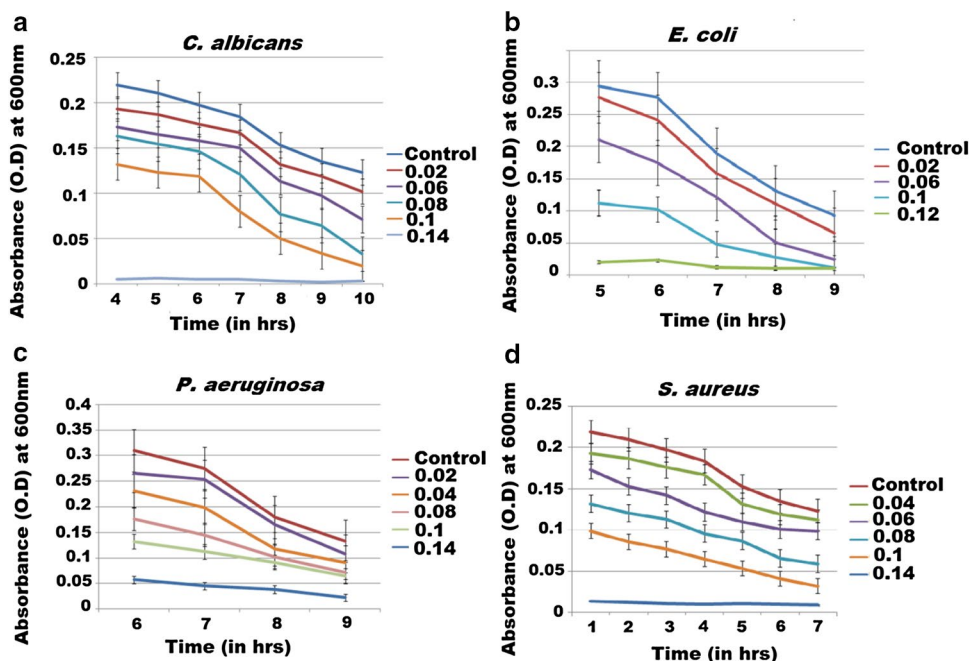 a
C. albicans
Absorbance (O.D) at 600nm
0.25
0.2
0.15
0.1
0.05
0
4 5 6 7 8 9 10
Time (in hrs)
Control
0.02
0.06
0.08
0.1
0.14
b
E. coli
Absorbance (O.D) at 600nm
0.3
0.25
0.2
0.15
0.1
0.05
0
5 6 7 8 9
Time (in hrs)
Control
0.02
0.06
0.1
0.12
c
P. aeruginosa
Absorbance (O.D) at 600nm
0.4
0.35
0.3
0.25
0.2
0.15
0.1
0.05
0
6 7 8 9
Time (in hrs)
Control
0.02
0.04
0.08
0.1
0.14
d
S. aureus
Absorbance (O.D) at 600nm
0.25
0.2
0.15
0.1
0.05
0
1 2 3 4 5 6 7
Time (in hrs)
Control
0.04
0.06
0.08
0.1
0.14